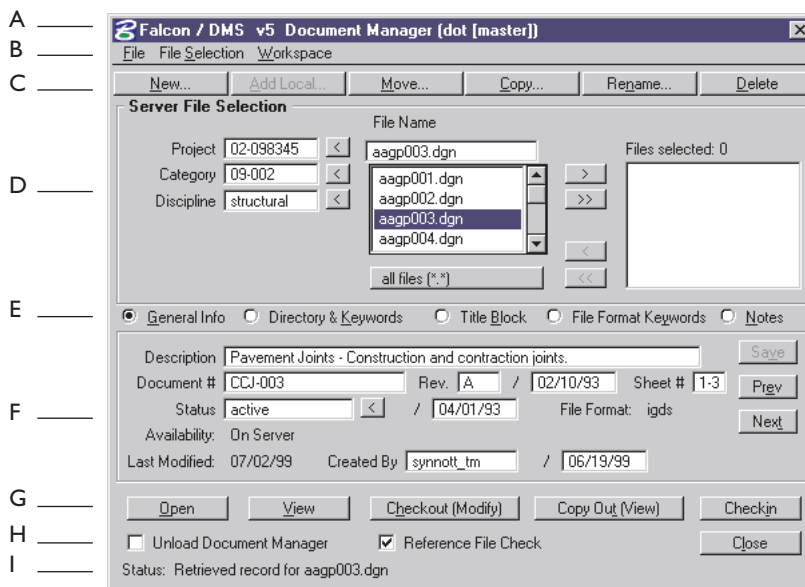 A
Falcon / DMS v5 Document Manager (dot [master])
B
File File Selection Workspace
C
New... Add Local... Move... Copy... Rename... Delete
Server File Selection
File Name
Project 02-098345 < aagp003.dgn Files selected: 0
Category 09-002 < aagp001.dgn >
D
Discipline structural < aagp002.dgn >>
aagp003.dgn
aagp004.dgn <
all files (*.*) <<
E
General Info Directory & Keywords Title Block File Format Keywords Notes
Description Pavement Joints - Construction and contraction joints. Save
Document # CCJ-003 Rev. A / 02/10/93 Sheet # 1-3 Prev
F
Status active < / 04/01/93 File Format: igds Next
Availability: On Server
Last Modified: 07/02/99 Created By synnott_tm / 06/19/99
G
Open View Checkout (Modify) Copy Out (View) Checkin
H
Unload Document Manager Reference File Check Close
I
Status: Retrieved record for aagp003.dgn